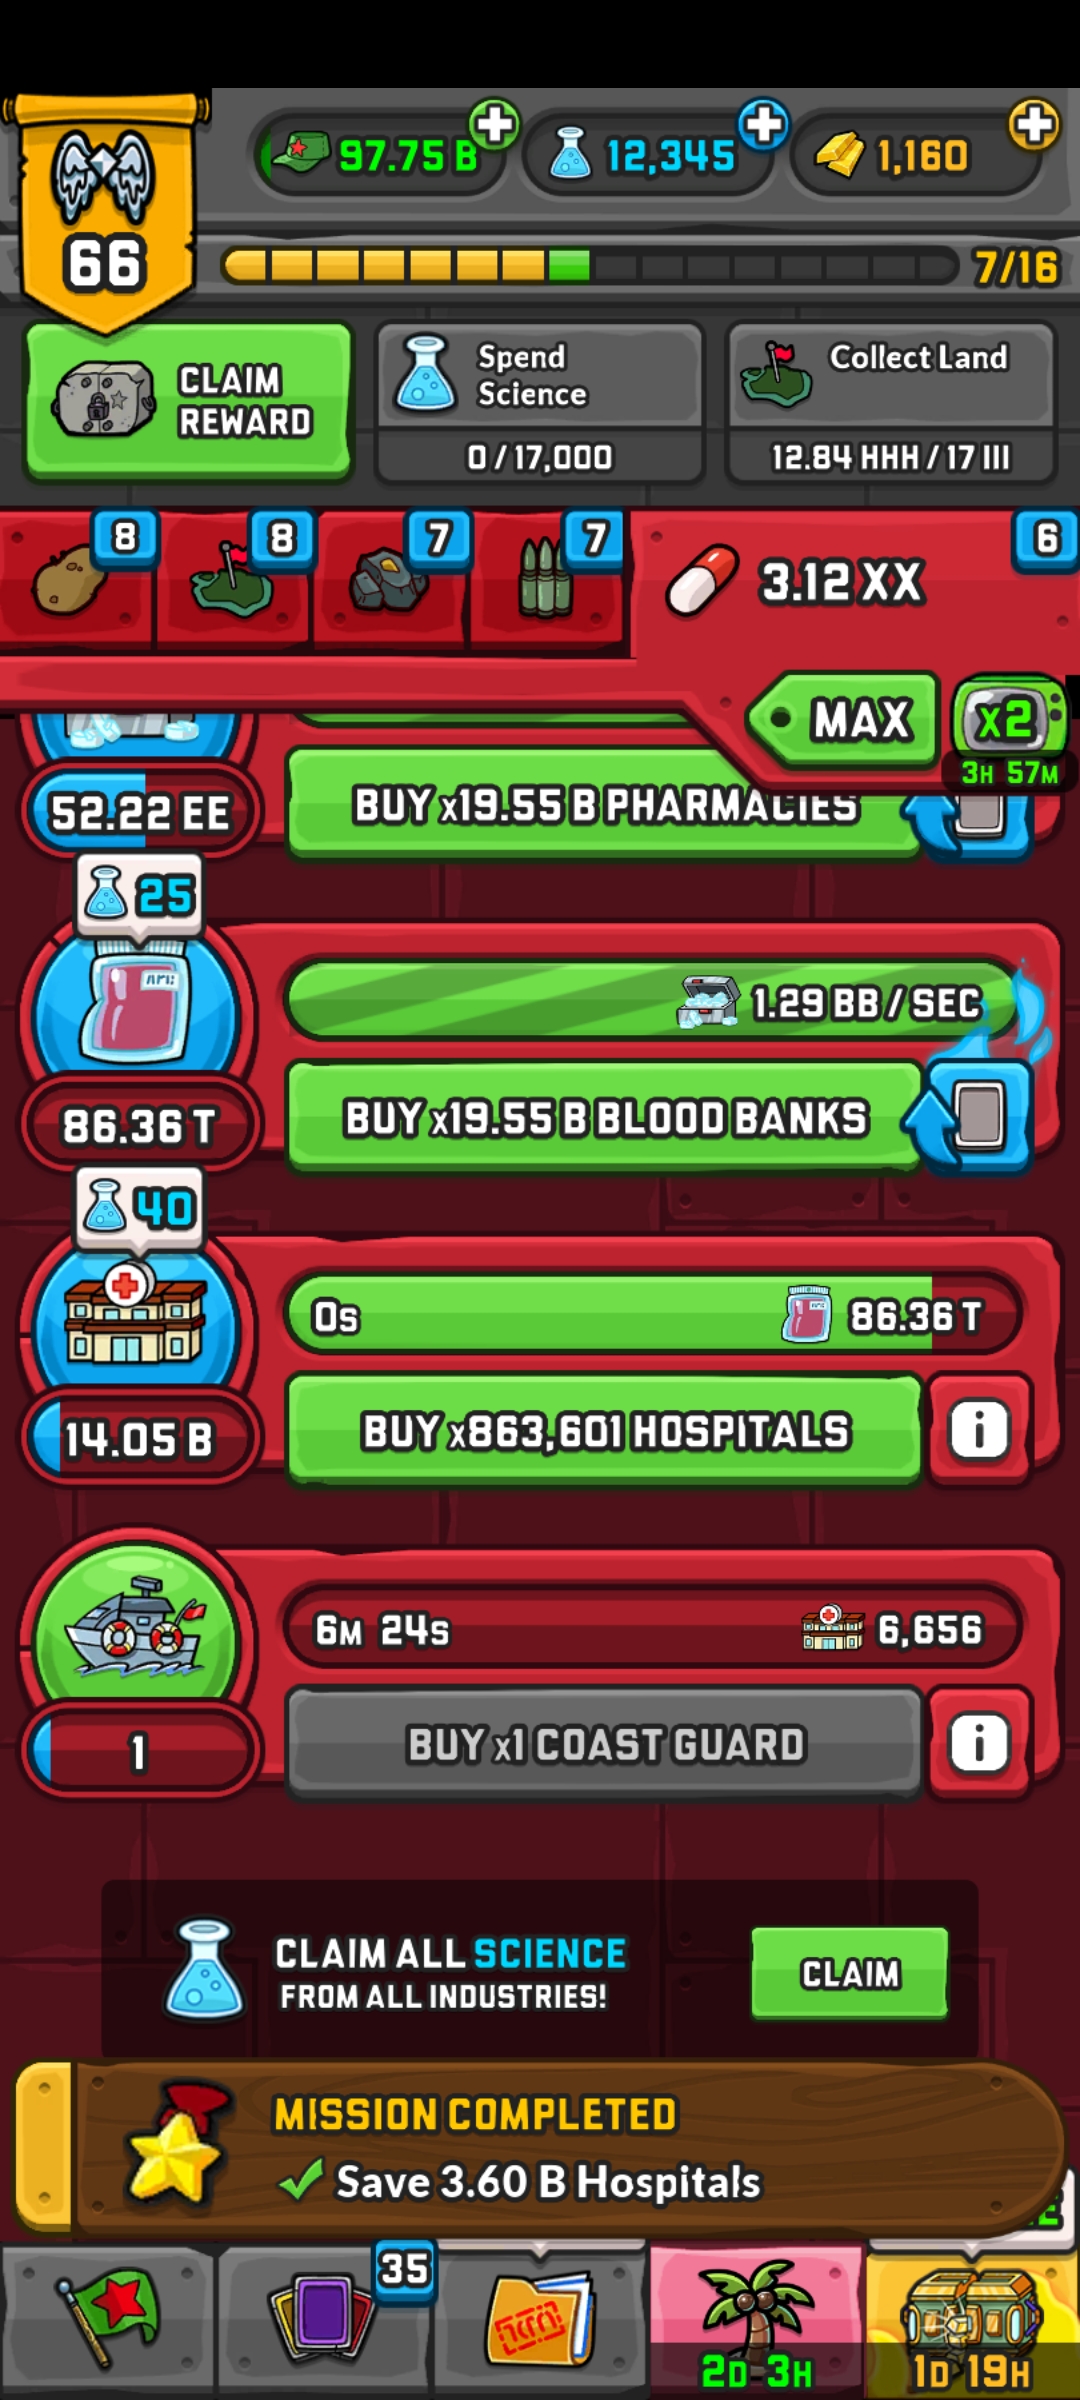 97.75 B
12,345
1,160
66
7/16
CLAIM
REWARD
Spend
Science
0 / 17,000
Collect Land
12.84 HHH / 17 III
8
8
7
7
6
3.12 XX
MAX
x2
3H 57M
52.22 EE
BUY x19.55 B PHARMACIES
25
1.29 BB / SEC
86.36 T
BUY x19.55 B BLOOD BANKS
40
0s
86.36 T
14.05 B
BUY x863,601 HOSPITALS
i
6M 24s
6,656
1
BUY x1 COAST GUARD
i
CLAIM ALL SCIENCE
FROM ALL INDUSTRIES!
CLAIM
MISSION COMPLETED
Save 3.60 B Hospitals
35
2D 3H
1D 19H